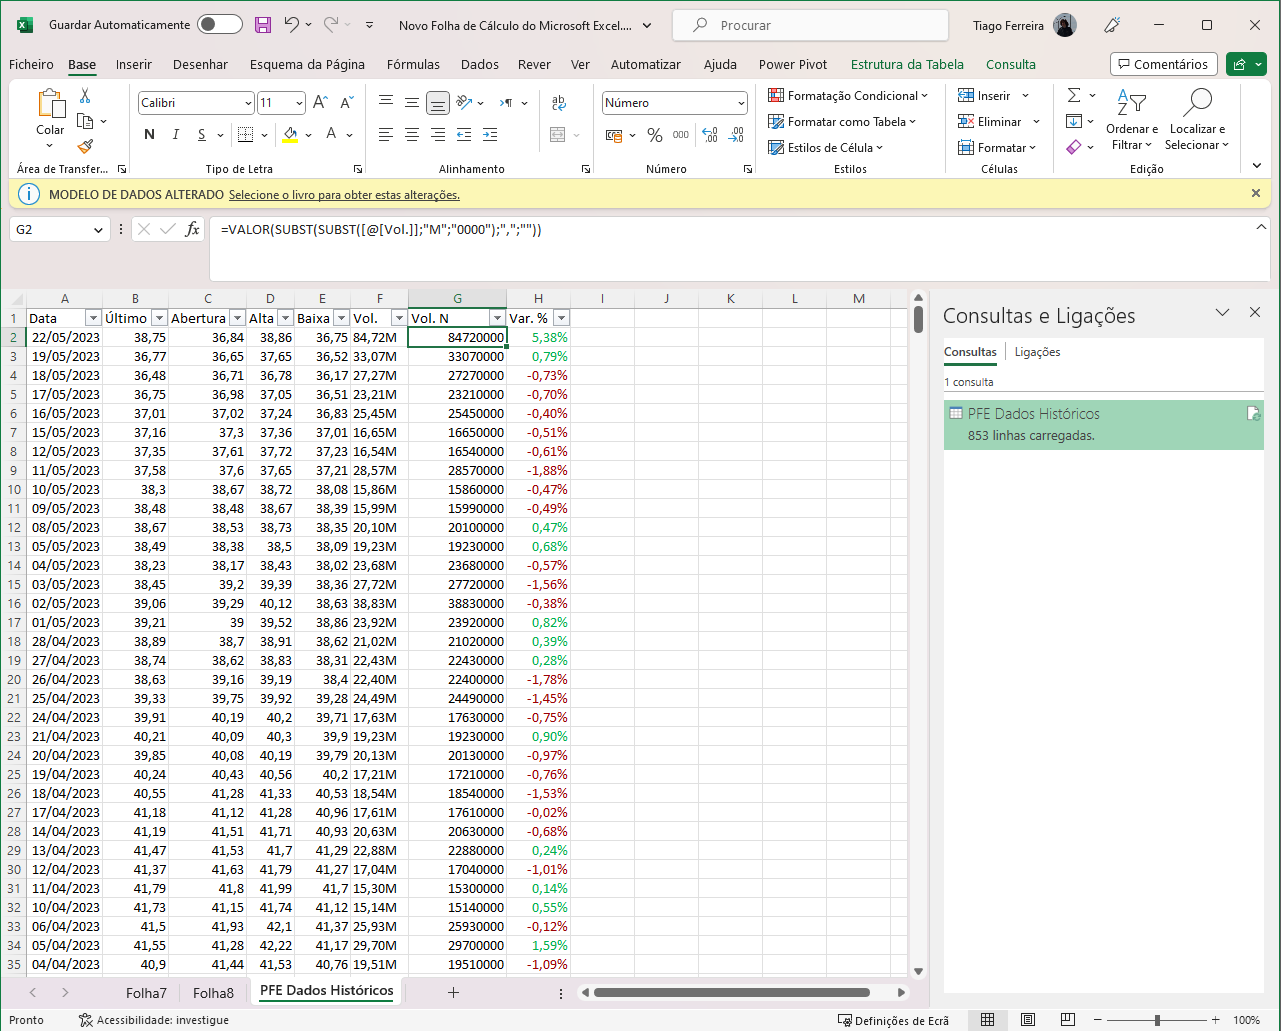 Guardar Automaticamente
Novo Folha de Cálculo do Microsoft Excel....
Procurar
Tiago Ferreira
Ficheiro Base Inserir Desenhar Esquema da Página Fórmulas Dados Rever Ver Automatizar Ajuda Power Pivot Estrutura da Tabela Consulta Comentários
Colar
Calibri 11
N I S
ab
Número
% 000
Formatação Condicional
Formatar como Tabela
Estilos de Célula
Inserir
Eliminar
Formatar
Ordenar e Filtrar
Localizar e Selecionar
Área de Transfer... Tipo de Letra Alinhamento Número Estilos Células Edição
MODELO DE DADOS ALTERADO Selecione o livro para obter estas alterações.
G2 fx =VALOR(SUBST(SUBST([@[Vol.]];"M";"0000");",";""))
A B C D E F G H I J K L M
1 Data Último Abertura Alta Baixa Vol. Vol. N Var. %
2 22/05/2023 38,75 36,84 38,86 36,75 84,72M 84720000 5,38%
3 19/05/2023 36,77 36,65 37,65 36,52 33,07M 33070000 0,79%
4 18/05/2023 36,48 36,71 36,78 36,17 27,27M 27270000 -0,73%
5 17/05/2023 36,75 36,98 37,05 36,51 23,21M 23210000 -0,70%
6 16/05/2023 37,01 37,02 37,24 36,83 25,45M 25450000 -0,40%
7 15/05/2023 37,16 37,3 37,36 37,01 16,65M 16650000 -0,51%
8 12/05/2023 37,35 37,61 37,72 37,23 16,54M 16540000 -0,61%
9 11/05/2023 37,58 37,6 37,65 37,21 28,57M 28570000 -1,88%
10 10/05/2023 38,3 38,67 38,72 38,08 15,86M 15860000 -0,47%
11 09/05/2023 38,48 38,48 38,67 38,39 15,99M 15990000 -0,49%
12 08/05/2023 38,67 38,53 38,73 38,35 20,10M 20100000 0,47%
13 05/05/2023 38,49 38,38 38,5 38,09 19,23M 19230000 0,68%
14 04/05/2023 38,23 38,17 38,43 38,02 23,68M 23680000 -0,57%
15 03/05/2023 38,45 39,2 39,39 38,36 27,72M 27720000 -1,56%
16 02/05/2023 39,06 39,29 40,12 38,63 38,83M 38830000 -0,38%
17 01/05/2023 39,21 39 39,52 38,86 23,92M 23920000 0,82%
18 28/04/2023 38,89 38,7 38,91 38,62 21,02M 21020000 0,39%
19 27/04/2023 38,74 38,62 38,83 38,31 22,43M 22430000 0,28%
20 26/04/2023 38,63 39,16 39,19 38,4 22,40M 22400000 -1,78%
21 25/04/2023 39,33 39,75 39,92 39,28 24,49M 24490000 -1,45%
22 24/04/2023 39,91 40,19 40,2 39,71 17,63M 17630000 -0,75%
23 21/04/2023 40,21 40,09 40,3 39,9 19,23M 19230000 0,90%
24 20/04/2023 39,85 40,08 40,19 39,79 20,13M 20130000 -0,97%
25 19/04/2023 40,24 40,43 40,56 40,2 17,21M 17210000 -0,76%
26 18/04/2023 40,55 41,28 41,33 40,53 18,54M 18540000 -1,53%
27 17/04/2023 41,18 41,12 41,28 40,96 17,61M 17610000 -0,02%
28 14/04/2023 41,19 41,51 41,71 40,93 20,63M 20630000 -0,68%
29 13/04/2023 41,47 41,53 41,7 41,29 22,88M 22880000 0,24%
30 12/04/2023 41,37 41,63 41,79 41,27 17,04M 17040000 -1,01%
31 11/04/2023 41,79 41,8 41,99 41,7 15,30M 15300000 0,14%
32 10/04/2023 41,73 41,15 41,74 41,12 15,14M 15140000 0,55%
33 06/04/2023 41,5 41,93 42,1 41,37 25,93M 25930000 -0,12%
34 05/04/2023 41,55 41,28 42,22 41,17 29,70M 29700000 1,59%
35 04/04/2023 40,9 41,44 41,53 40,76 19,51M 19510000 -1,09%
Consultas e Ligações
Consultas Ligações
1 consulta
PFE Dados Históricos
853 linhas carregadas.
Folha7 Folha8 PFE Dados Históricos
Pronto Acessibilidade: investigue Definições de Ecrã 100%